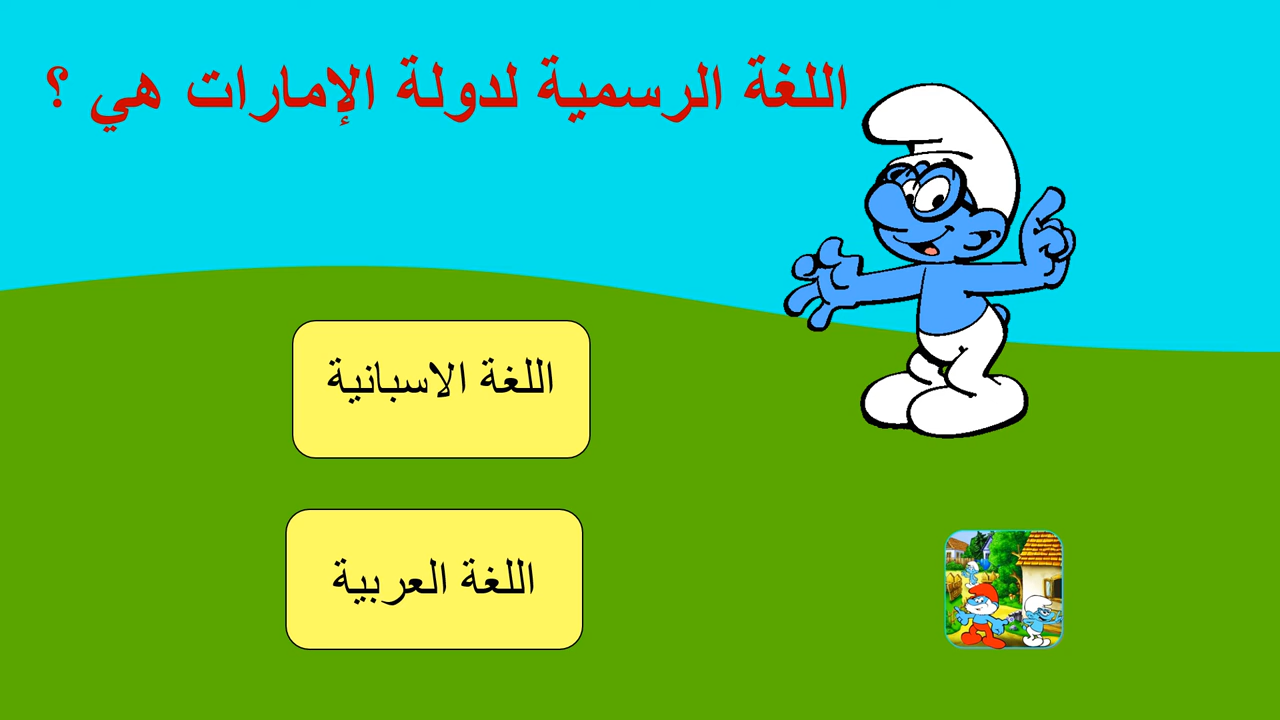 اللغة الرسمية لدولة الإمارات هي ؟
اللغة الاسبانية
اللغة العربية